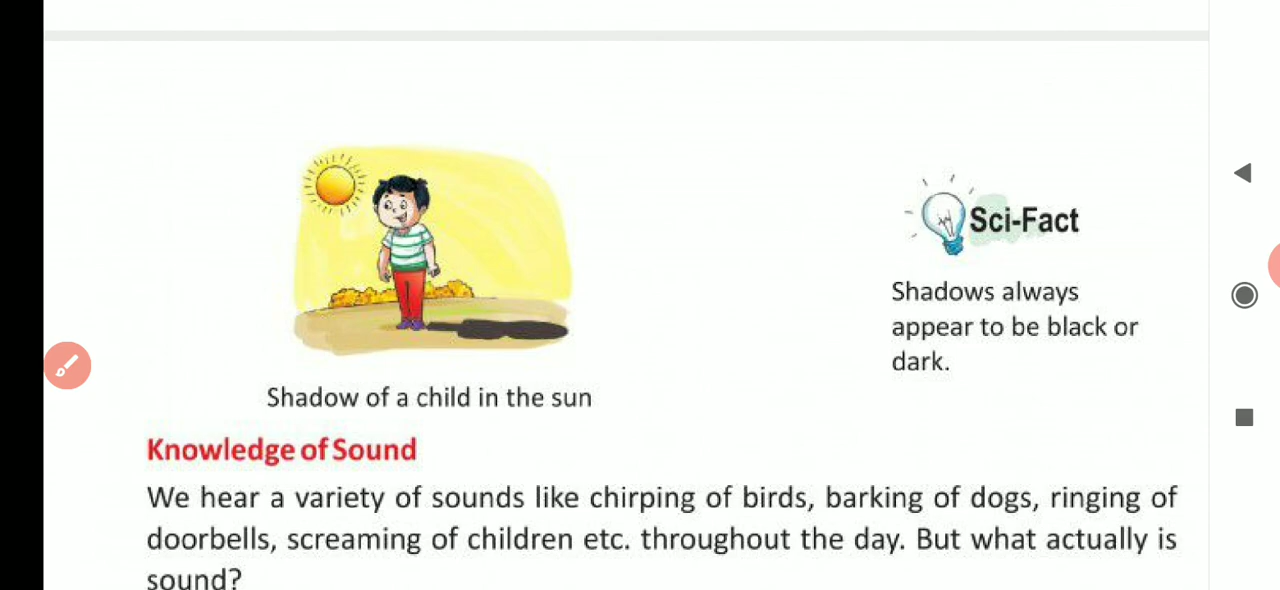 Sci-Fact
Shadows always
appear to be black or
dark.
Shadow of a child in the sun
Knowledge of Sound
We hear a variety of sounds like chirping of birds, barking of dogs, ringing of
doorbells, screaming of children etc. throughout the day. But what actually is
sound?